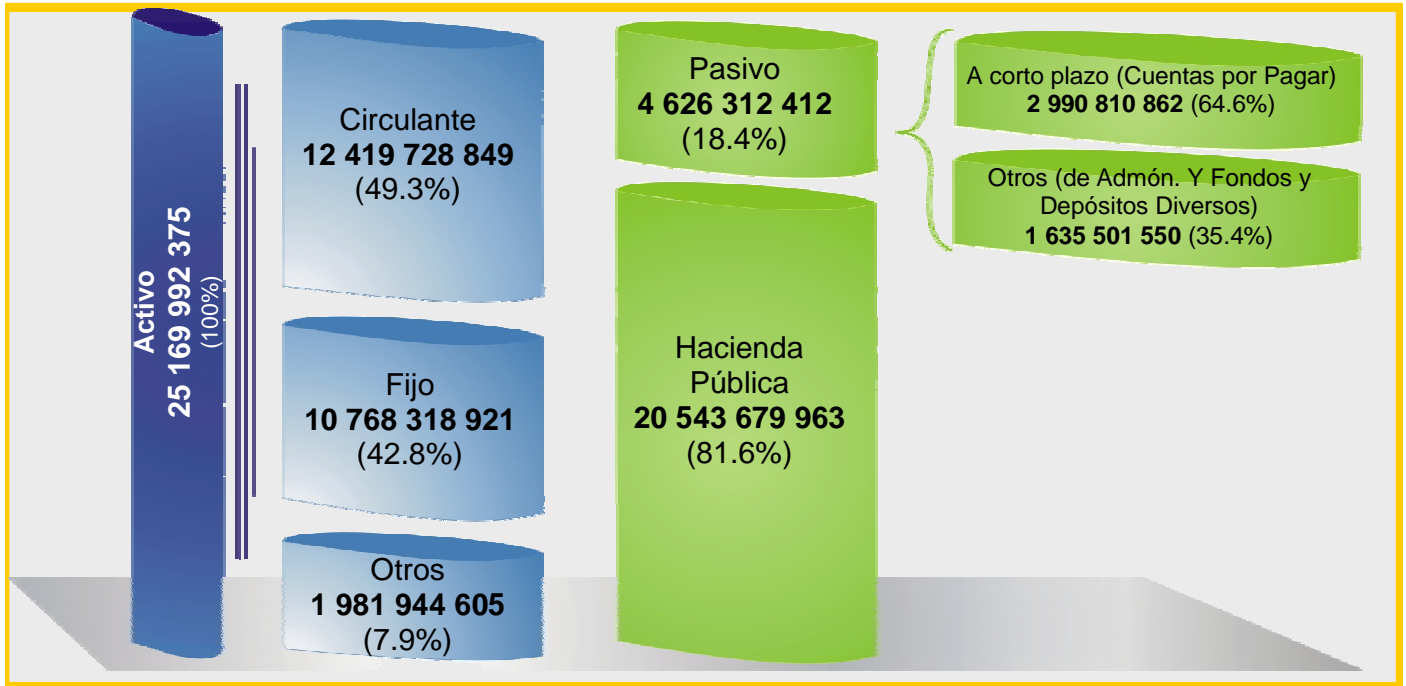 Activo
25 169 992 375
(100%)
Circulante
12 419 728 849
(49.3%)
Fijo
10 768 318 921
(42.8%)
Otros
1 981 944 605
(7.9%)
Pasivo
4 626 312 412
(18.4%)
Hacienda
Pública
20 543 679 963
(81.6%)
A corto plazo (Cuentas por Pagar)
2 990 810 862 (64.6%)
Otros (de Admón. Y Fondos y
Depósitos Diversos)
1 635 501 550 (35.4%)